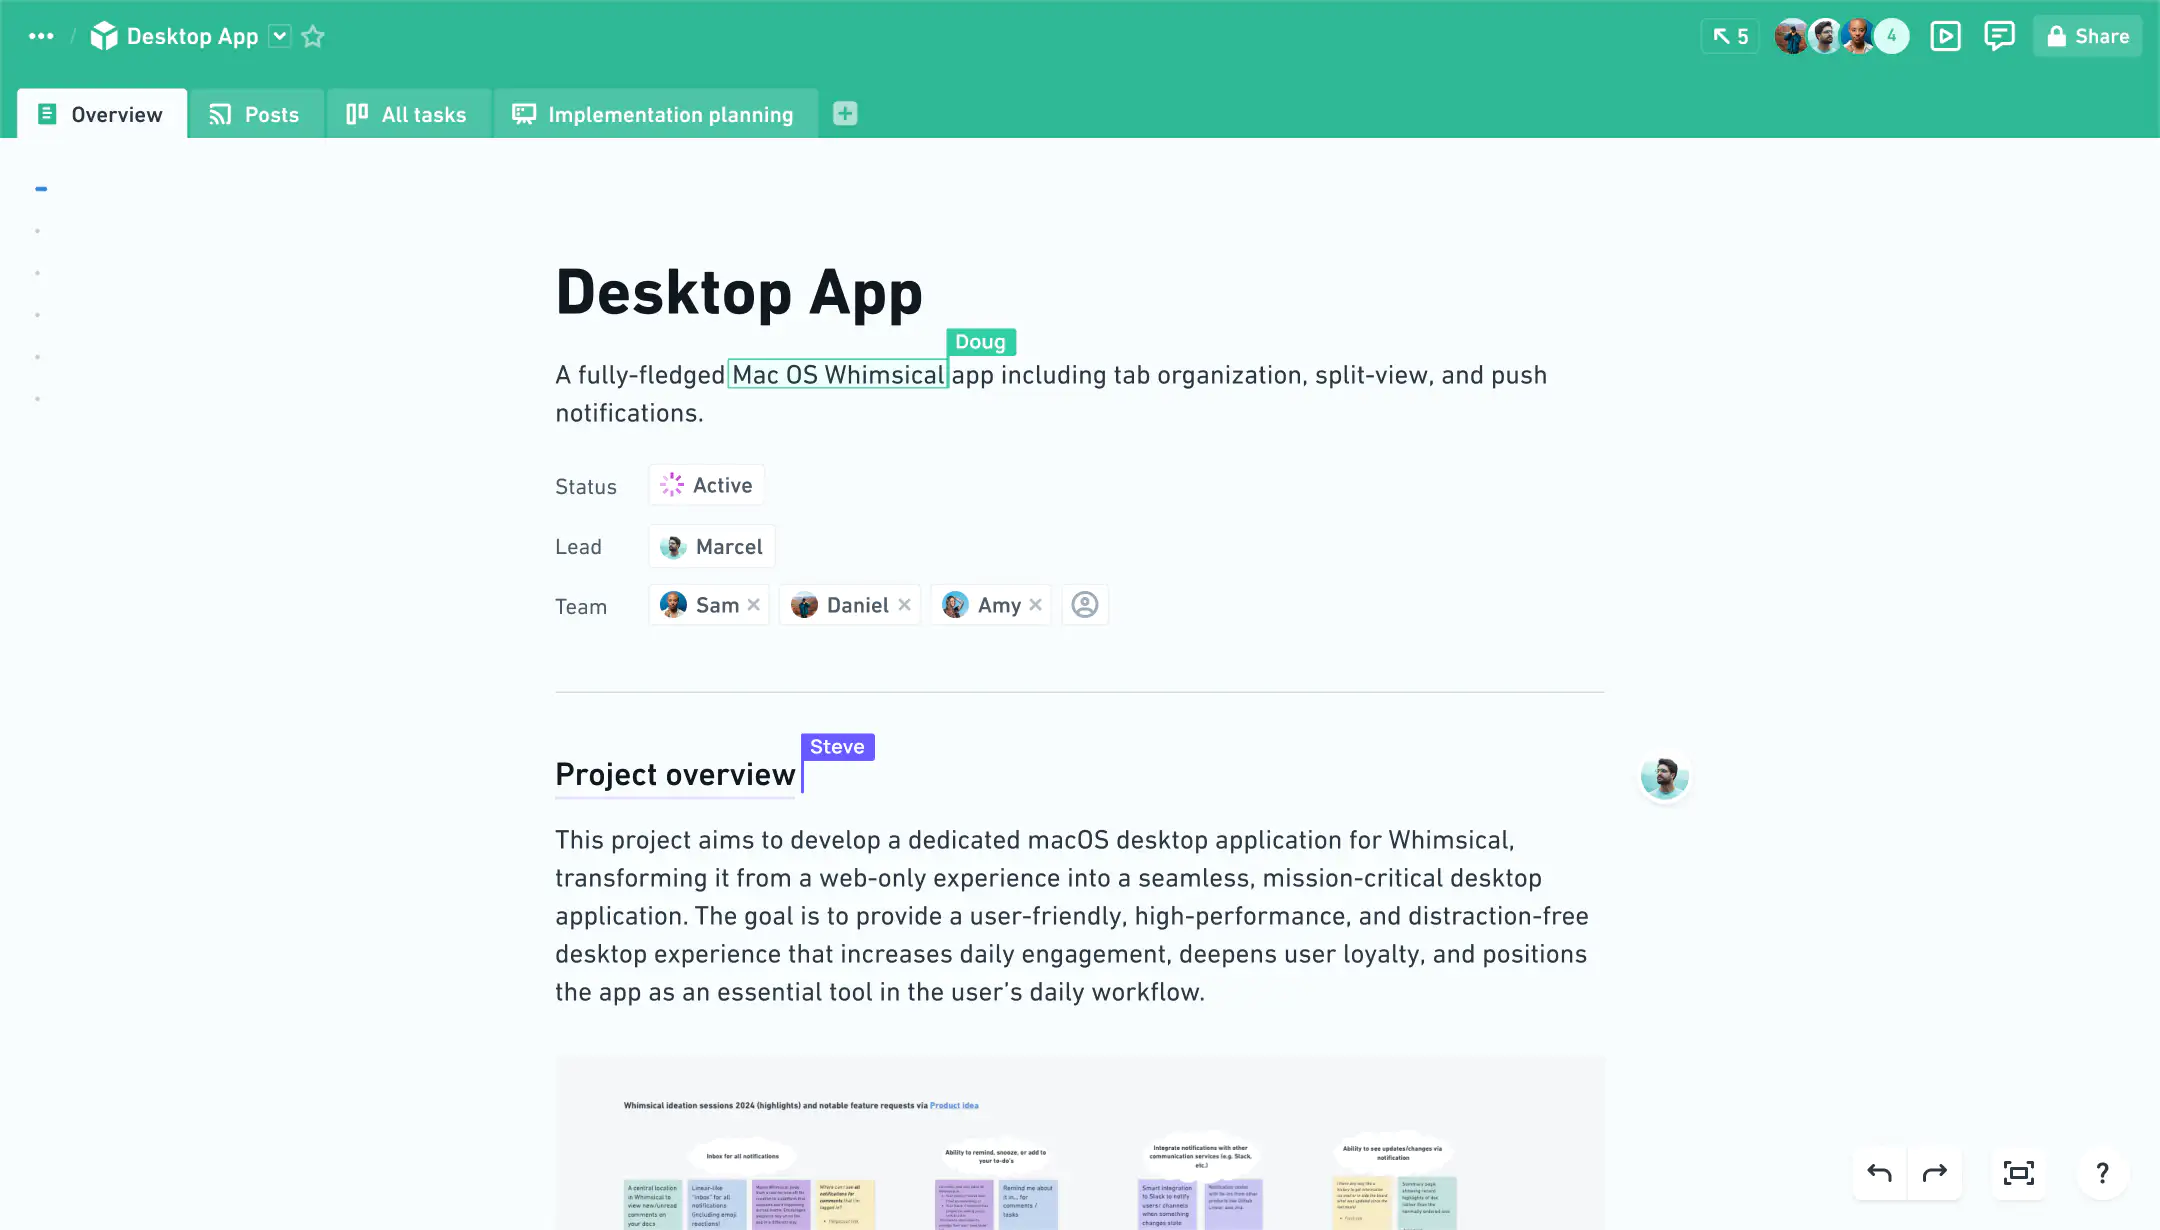 Desktop App
5
4
Share
Overview
Posts
All tasks
Implementation planning
Desktop App
Doug
A fully-fledged Mac OS Whimsical app including tab organization, split-view, and push
notifications.
Status
Active
Lead
Marcel
Team
Sam
Daniel
Amy
Steve
Project overview
This project aims to develop a dedicated macOS desktop application for Whimsical,
transforming it from a web-only experience into a seamless, mission-critical desktop
application. The goal is to provide a user-friendly, high-performance, and distraction-free
desktop experience that increases daily engagement, deepens user loyalty, and positions
the app as an essential tool in the user’s daily workflow.
Whimsical ideation sessions 2024 (highlights) and notable feature requests via Product idea
Inbox for all notifications
Ability to remind, snooze, or add to
your to-do's
Integrate notifications with other
communication services (e.g. Slack,
etc.)
Ability to see updates/changes via
notification
A central location
in Whimsical to
view new/unread
comments on
your docs
Linear-like
"inbox" for all
notifications
(including emoji
reactions)
Remind me about
it in... for
comments /
tasks
Smart integration
to Slack to notify
users/ channels
when something
changes state
?